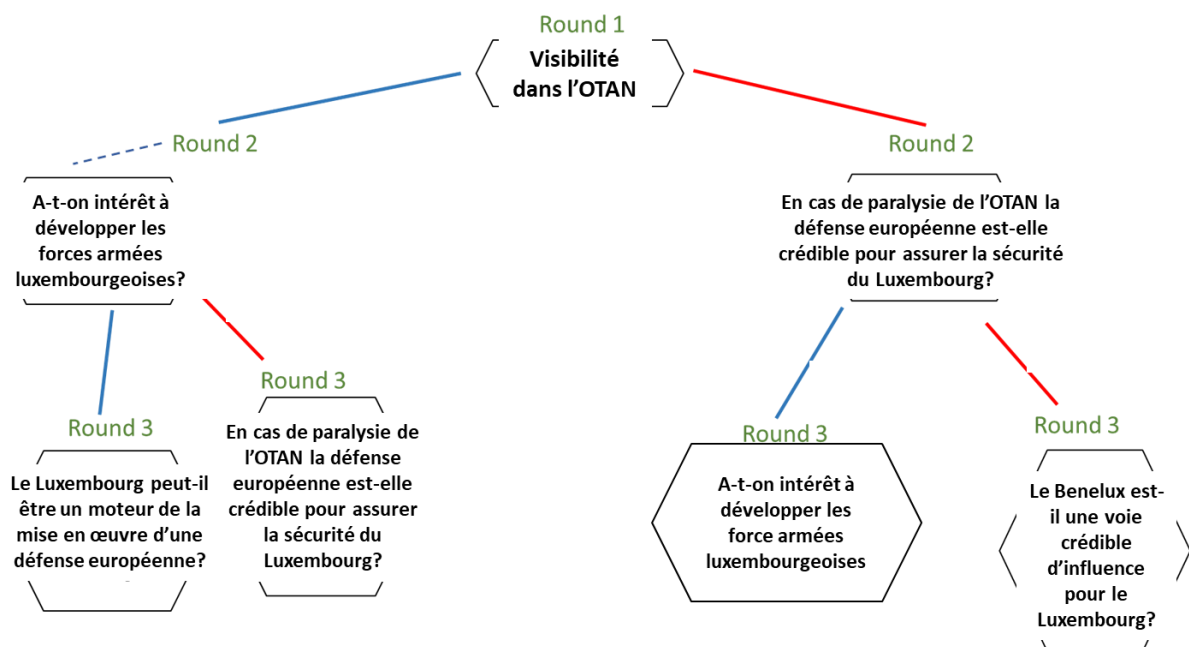 Round 1
Visibilité
dans l'OTAN
Round 2
A-t-on intérêt à
développer les
forces armées
luxembourgeoises?
Round 2
En cas de paralysie de l'OTAN la
défense européenne est-elle
crédible pour assurer la sécurité
du Luxembourg?
Round 3
Le Luxembourg peut-il
être un moteur de la
mise en œuvre d'une
défense européenne?
Round 3
En cas de paralysie de
l'OTAN la défense
européenne est-elle
crédible pour assurer
la sécurité du
Luxembourg?
Round 3
A-t-on intérêt à
développer les
force armées
luxembourgeoises
Round 3
Le Benelux est-
il une voie
crédible
d'influence
pour le
Luxembourg?